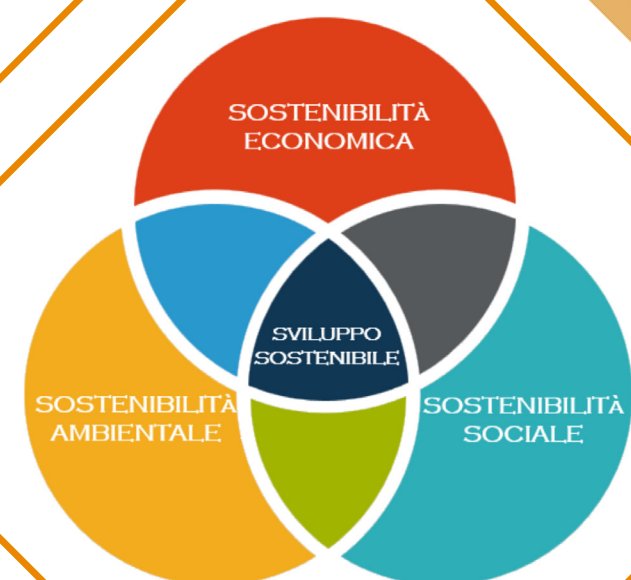 SOSTENIBILITÀ
ECONOMICA
SVILUPPO
SOSTENIBILE
SOSTENIBILITÀ
AMBIENTALE
SOSTENIBILITÀ
SOCIALE